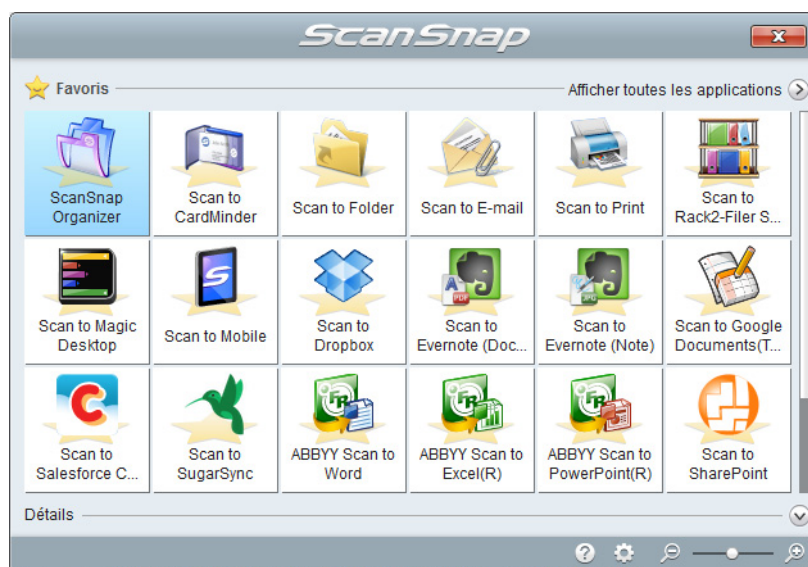 ScanSnap
Favoris
Afficher toutes les applications
ScanSnap
Organizer
Scan to
CardMinder
Scan to Folder
Scan to E-mail
Scan to Print
Scan to
Rack2-Filer S...
Scan to Magic
Desktop
Scan to Mobile
Scan to
Dropbox
Scan to
Evernote (Doc...
Scan to
Evernote (Note)
Scan to Google
Documents(T...
Scan to
Salesforce C...
Scan to
SugarSync
ABBYY Scan to
Word
ABBYY Scan to
Excel(R)
ABBYY Scan to
PowerPoint(R)
Scan to
SharePoint
Détails